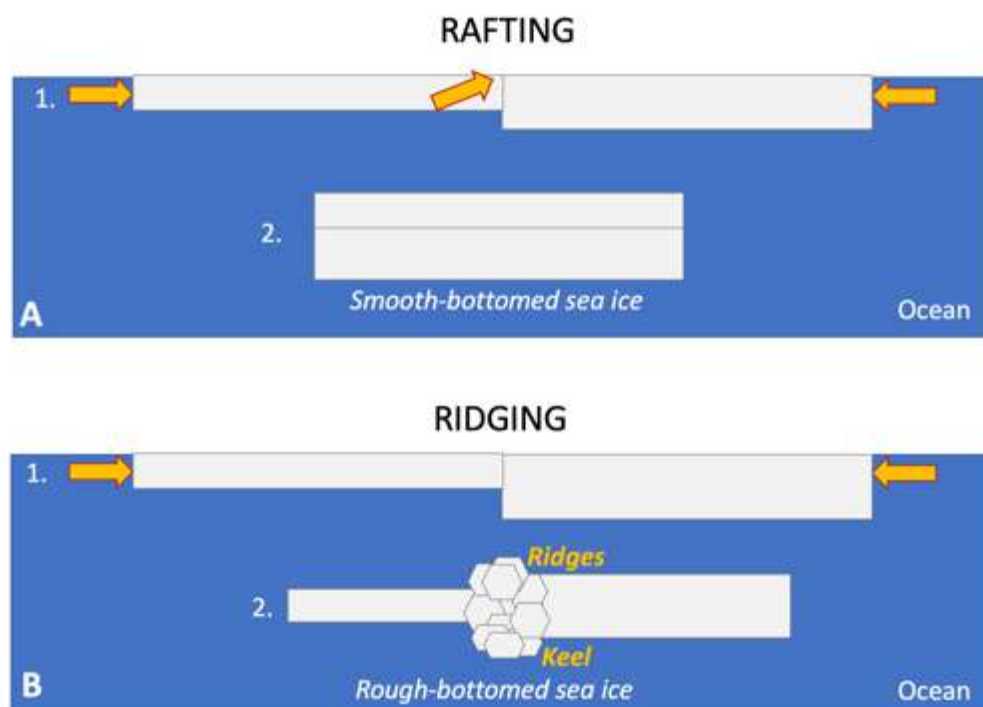 RAFTING
1.
2.
Smooth-bottomed sea ice
A
Ocean
RIDGING
1.
Ridges
2.
Keel
Rough-bottomed sea ice
B
Ocean